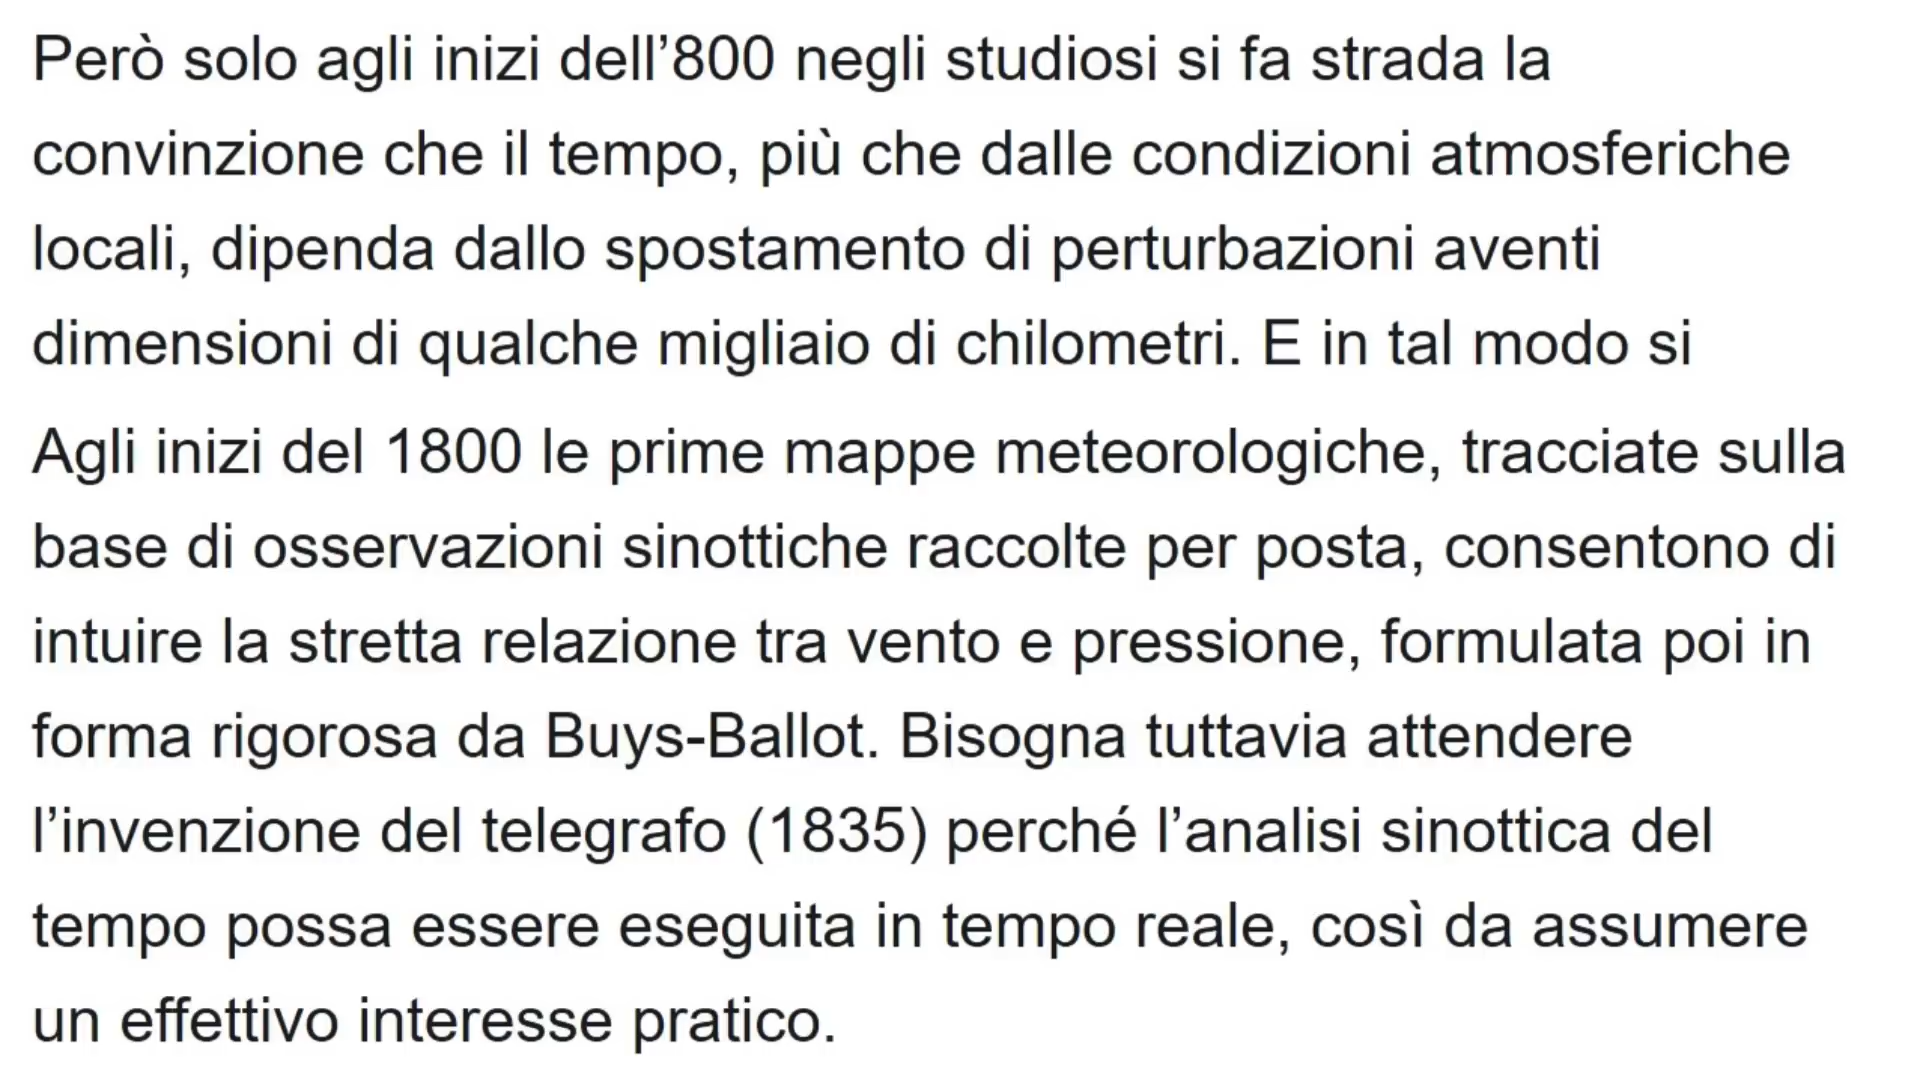 Però solo agli inizi dell’800 negli studiosi si fa strada la
convinzione che il tempo, più che dalle condizioni atmosferiche
locali, dipenda dallo spostamento di perturbazioni aventi
dimensioni di qualche migliaio di chilometri. E in tal modo si
Agli inizi del 1800 le prime mappe meteorologiche, tracciate sulla
base di osservazioni sinottiche raccolte per posta, consentono di
intuire la stretta relazione tra vento e pressione, formulata poi in
forma rigorosa da Buys-Ballot. Bisogna tuttavia attendere
l’invenzione del telegrafo (1835) perché l’analisi sinottica del
tempo possa essere eseguita in tempo reale, così da assumere
un effettivo interesse pratico.